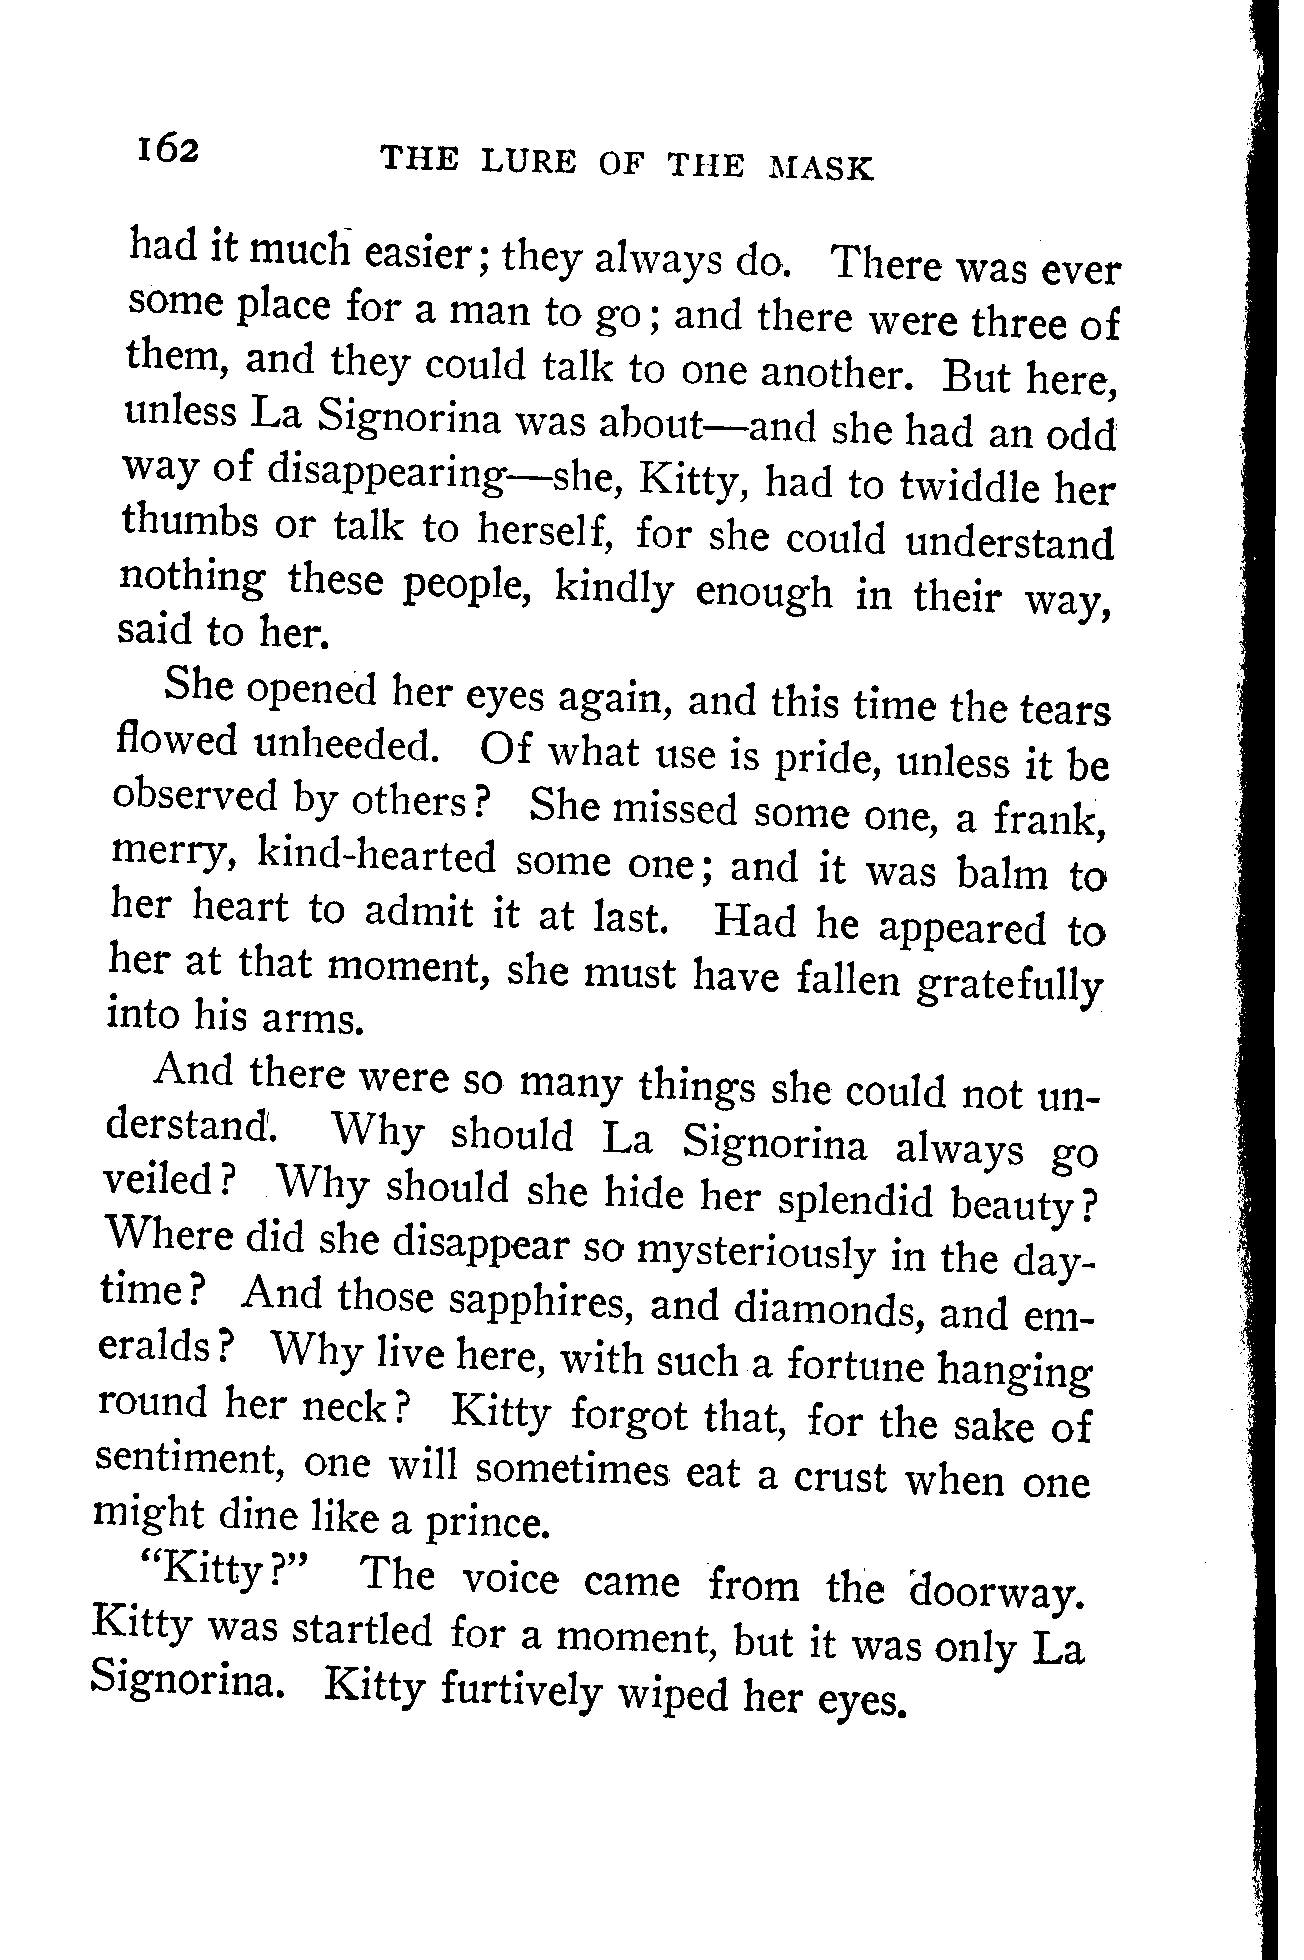 162 THE LURE OF THE MASK
had it much easier; they always do. There was ever
some place for a man to go; and there were three of
them, and they could talk to one another. But here,
unless La Signorina was about—and she had an odd
way of disappearing—she, Kitty, had to twiddle her
thumbs or talk to herself, for she could understand
nothing these people, kindly enough in their way,
said to her.
She opened her eyes again, and this time the tears
flowed unheeded. Of what use is pride, unless it be
observed by others? She missed some one, a frank,
merry, kind-hearted some one; and it was balm to
her heart to admit it at last. Had he appeared to
her at that moment, she must have fallen gratefully
into his arms.
And there were so many things she could not un-
derstand. Why should La Signorina always go
veiled? Why should she hide her splendid beauty?
Where did she disappear so mysteriously in the day-
time? And those sapphires, and diamonds, and em-
eralds? Why live here, with such a fortune hanging
round her neck? Kitty forgot that, for the sake of
sentiment, one will sometimes eat a crust when one
might dine like a prince.
"Kitty?" The voice came from the doorway.
Kitty was startled for a moment, but it was only La
Signorina. Kitty furtively wiped her eyes.